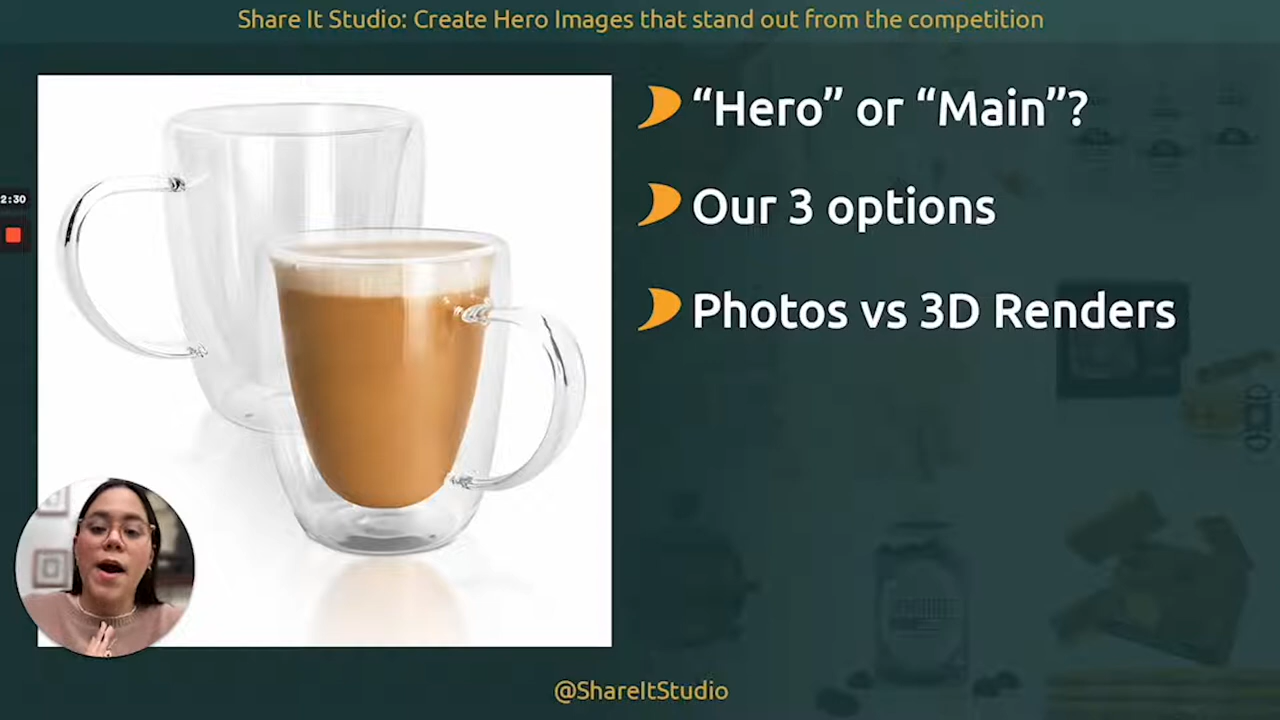 Share It Studio: Create Hero Images that stand out from the competition
“Hero” or “Main”?
Our 3 options
2:30
Photos vs 3D Renders
@ShareItStudio